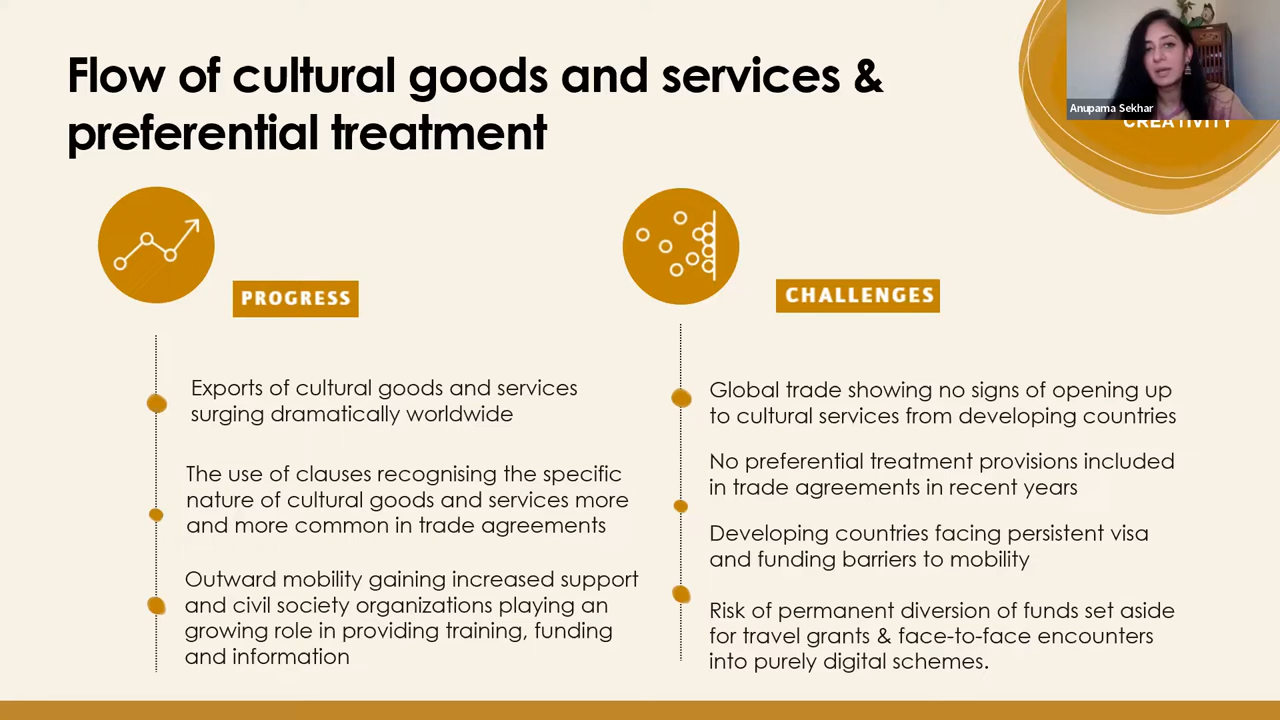 Flow of cultural goods and services &
preferential treatment
Anupama Sekhar
CREATIVITY
PROGRESS
Exports of cultural goods and services
surging dramatically worldwide
The use of clauses recognising the specific
nature of cultural goods and services more
and more common in trade agreements
Outward mobility gaining increased support
and civil society organizations playing an
growing role in providing training, funding
and information
CHALLENGES
Global trade showing no signs of opening up
to cultural services from developing countries
No preferential treatment provisions included
in trade agreements in recent years
Developing countries facing persistent visa
and funding barriers to mobility
Risk of permanent diversion of funds set aside
for travel grants & face-to-face encounters
into purely digital schemes.